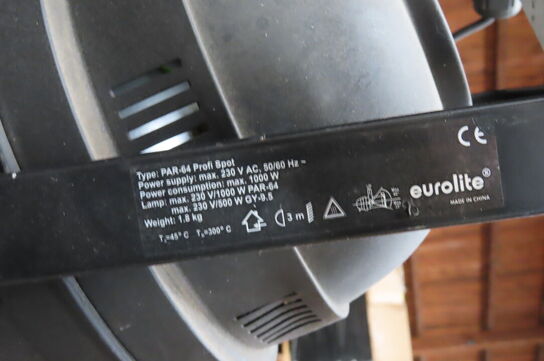 Type: PAR-64 Profi Spot
Power supply: max. 230 V AC, 50/60 Hz ~
Power consumption: max. 1000 W
Lamp: max. 230 V/1000 W PAR-64
max. 230 V/500 W GY-9.5
Weight: 1.8 kg
3 m
CE
eurolite®
MADE IN CHINA